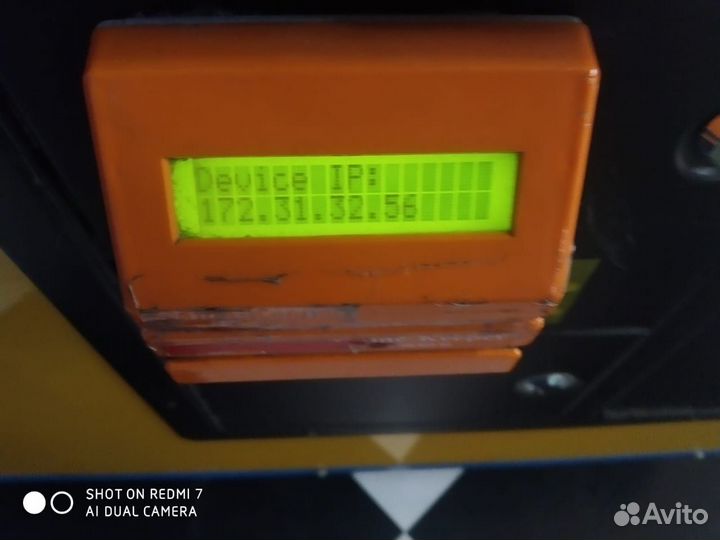 Device IP:
172.31.32.56
SHOT ON REDMI 7
AI DUAL CAMERA
Avito